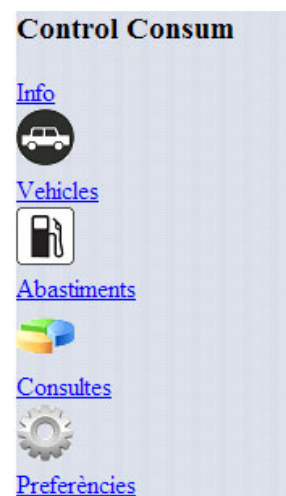 Control Consum
Info
Vehicles
Abastiments
Consultes
Preferències